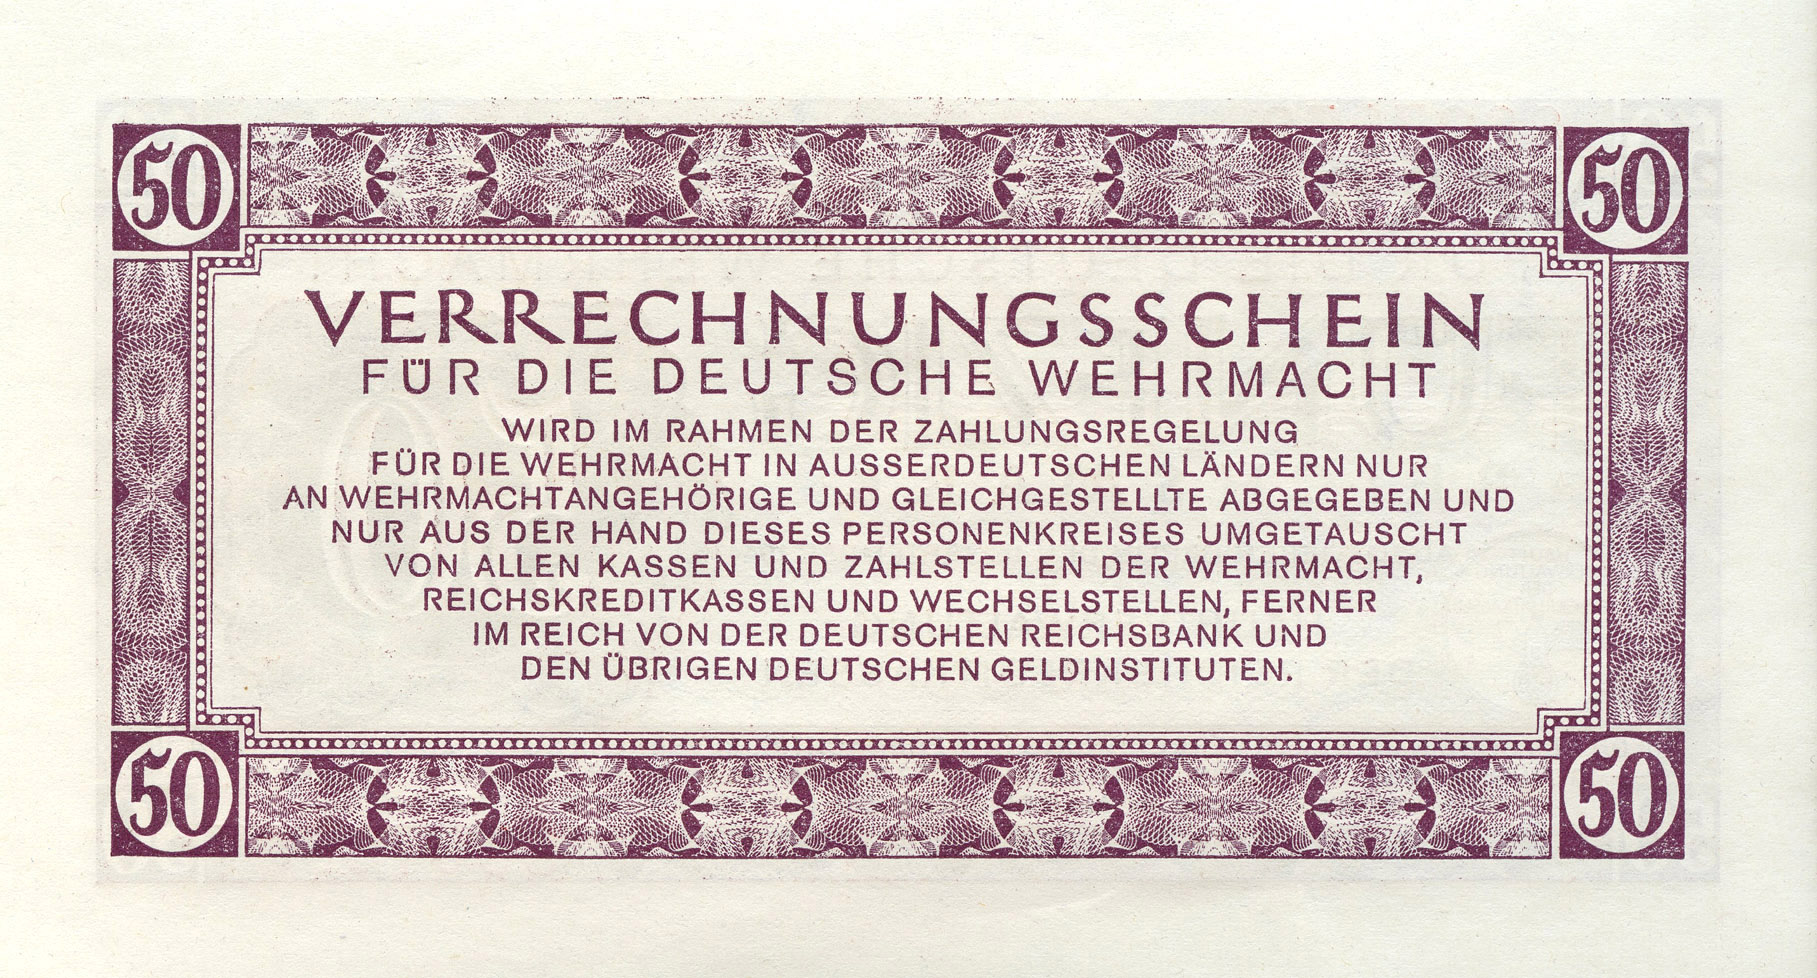 50 50
VERRECHNUNGSSCHEIN
FÜR DIE DEUTSCHE WEHRMACHT
WIRD IM RAHMEN DER ZAHLUNGSREGELUNG
FÜR DIE WEHRMACHT IN AUSSERDEUTSCHEN LÄNDERN NUR
AN WEHRMACHTANGEHÖRIGE UND GLEICHGESTELLTE ABGEGEBEN UND
NUR AUS DER HAND DIESES PERSONENKREISES UMGETAUSCHT
VON ALLEN KASSEN UND ZAHLSTELLEN DER WEHRMACHT,
REICHSKREDITKASSEN UND WECHSELSTELLEN, FERNER
IM REICH VON DER DEUTSCHEN REICHSBANK UND
DEN ÜBRIGEN DEUTSCHEN GELDINSTITUTEN.
50 50